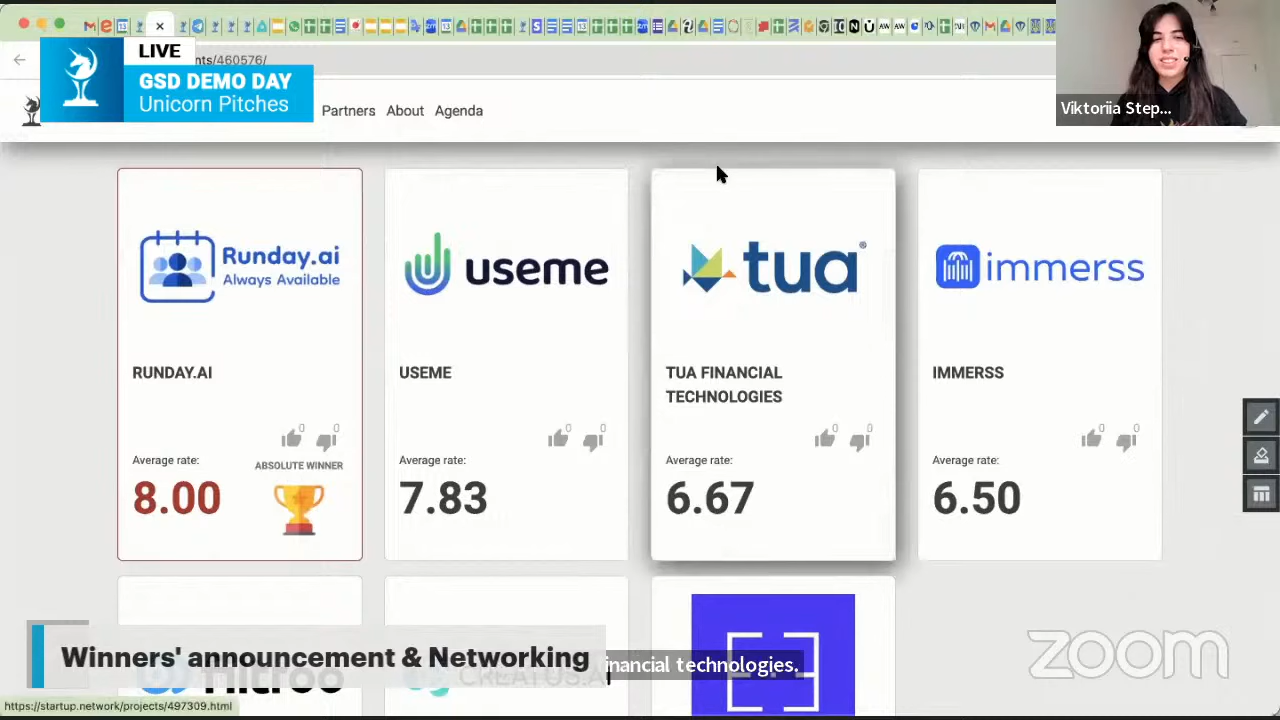 LIVE
nts/460576/
GSD DEMO DAY
Unicorn Pitches
Partners About Agenda
Viktoriia Step...
Runday.ai
Always Available
useme
tua®
immerss
RUNDAY.AI
USEME
TUA FINANCIAL
TECHNOLOGIES
IMMERSS
0 0
0 0
0 0
0 0
Average rate:
ABSOLUTE WINNER
8.00
Average rate:
7.83
Average rate:
6.67
Average rate:
6.50
Winners' announcement & Networking
inancial technologies.
CREATUS.A
zoom
https://startup.network/projects/497309.html